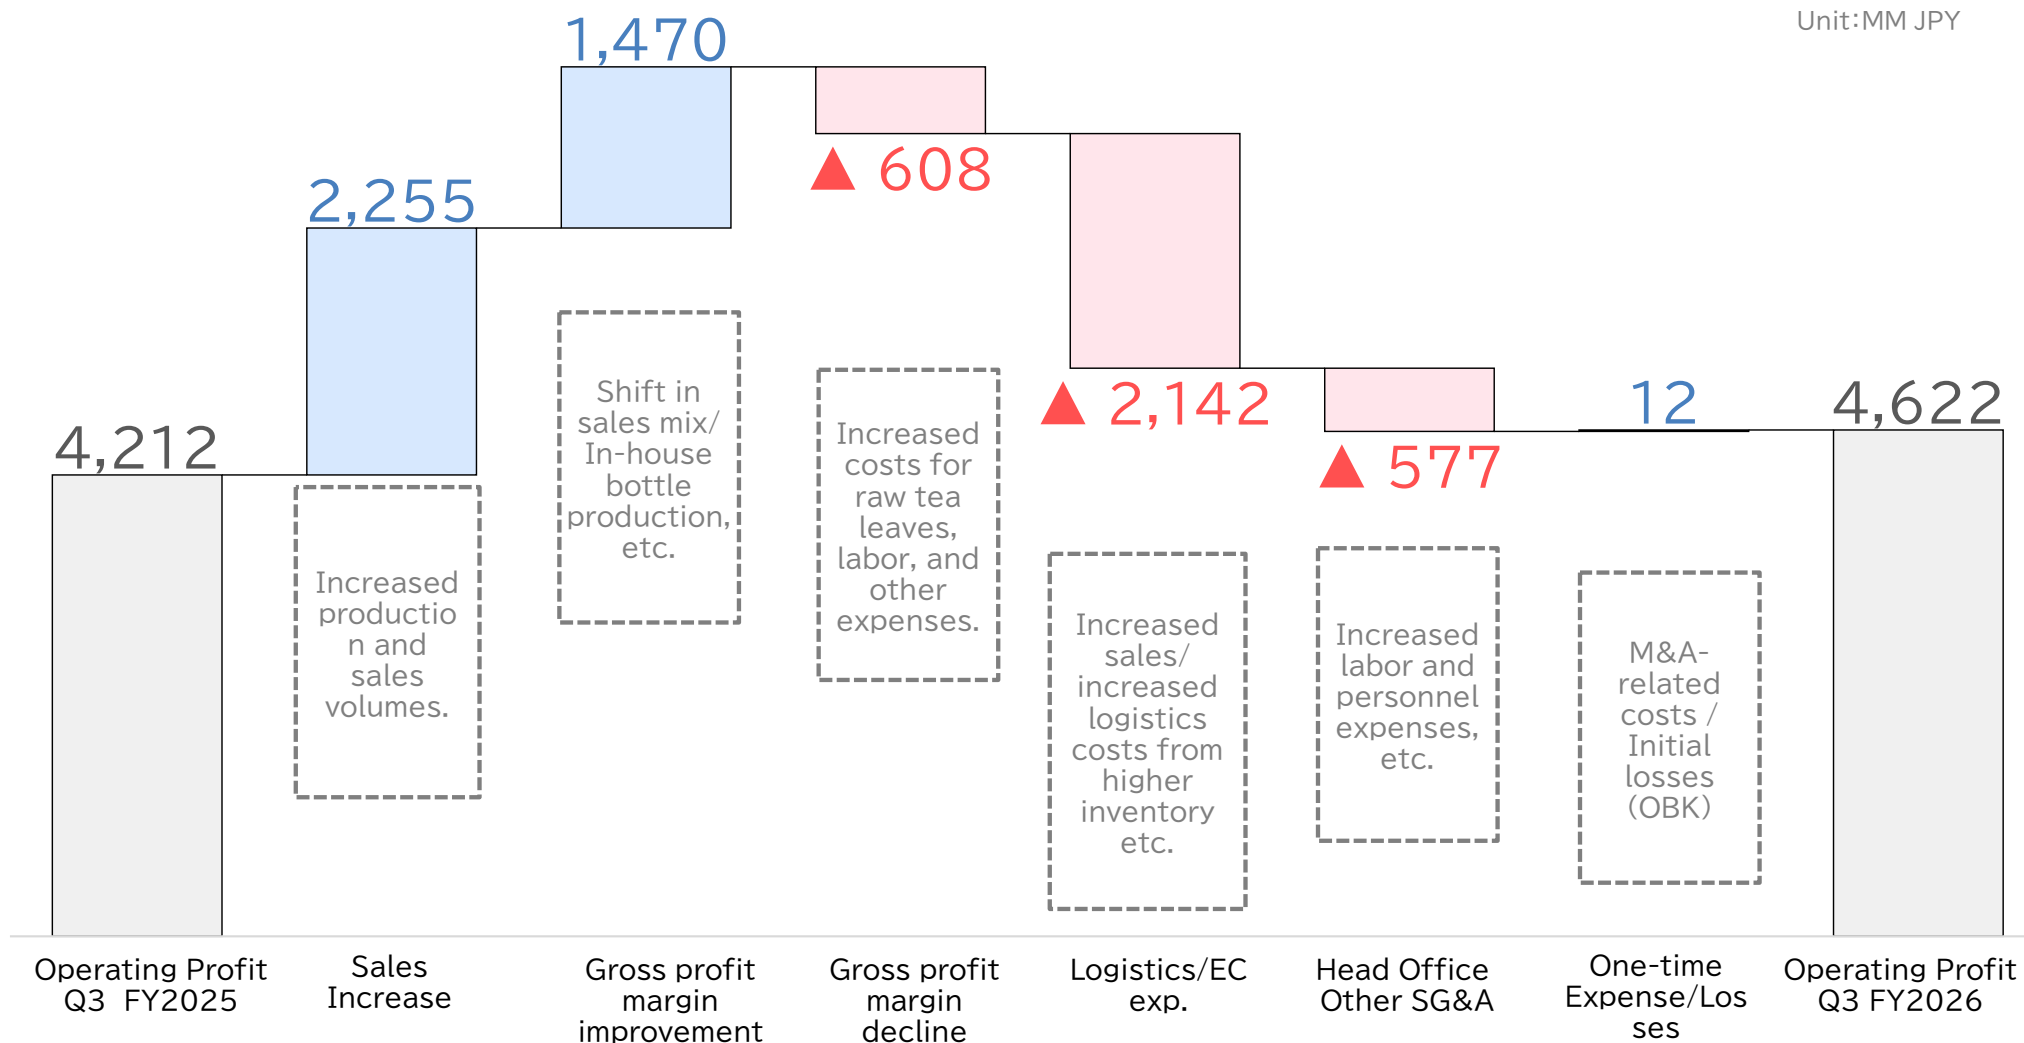 Unit:MM JPY
1,470
2,255
▲ 608
4,212
▲ 2,142
▲ 577
12
4,622
Increased
productio
n and
sales
volumes.
Shift in
sales mix/
In-house
bottle
production,
etc.
Increased
costs for
raw tea
leaves,
labor, and
other
expenses.
Increased
sales/
increased
logistics
costs from
higher
inventory
etc.
Increased
labor and
personnel
expenses,
etc.
M&A-
related
costs /
Initial
losses
(OBK)
Operating Profit
Q3 FY2025
Sales
Increase
Gross profit
margin
improvement
Gross profit
margin
decline
Logistics/EC
exp.
Head Office
Other SG&A
One-time
Expense/Los
ses
Operating Profit
Q3 FY2026